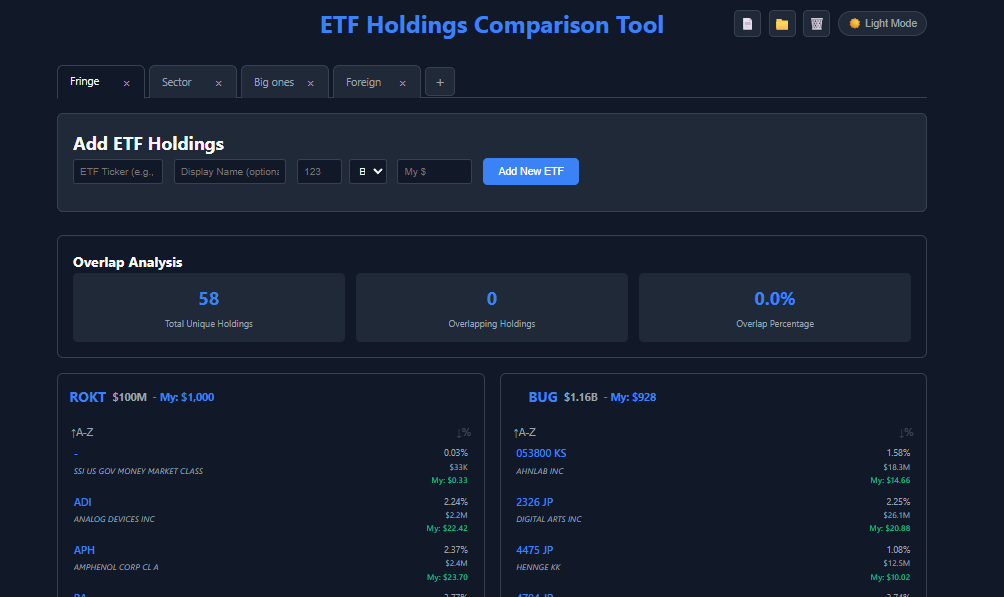 ETF Holdings Comparison Tool
Light Mode
Fringe × Sector × Big ones × Foreign × +
Add ETF Holdings
ETF Ticker (e.g., Display Name (optiona 123 B My $ Add New ETF
Overlap Analysis
58
Total Unique Holdings
0
Overlapping Holdings
0.0%
Overlap Percentage
ROKT $100M - My: $1,000
↑A-Z ↓%
- 0.03%
SSI US GOV MONEY MARKET CLASS $33K
My: $0.33
ADI 2.24%
ANALOG DEVICES INC $2.2M
My: $22.42
APH 2.37%
AMPHENOL CORP CL A $2.4M
My: $23.70
BUG $1.16B - My: $928
↑A-Z ↓%
053800 KS 1.58%
AHNLAB INC $18.3M
My: $14.66
2326 JP 2.25%
DIGITAL ARTS INC $26.1M
My: $20.88
4475 JP 1.08%
HENNGE KK $12.5M
My: $10.02